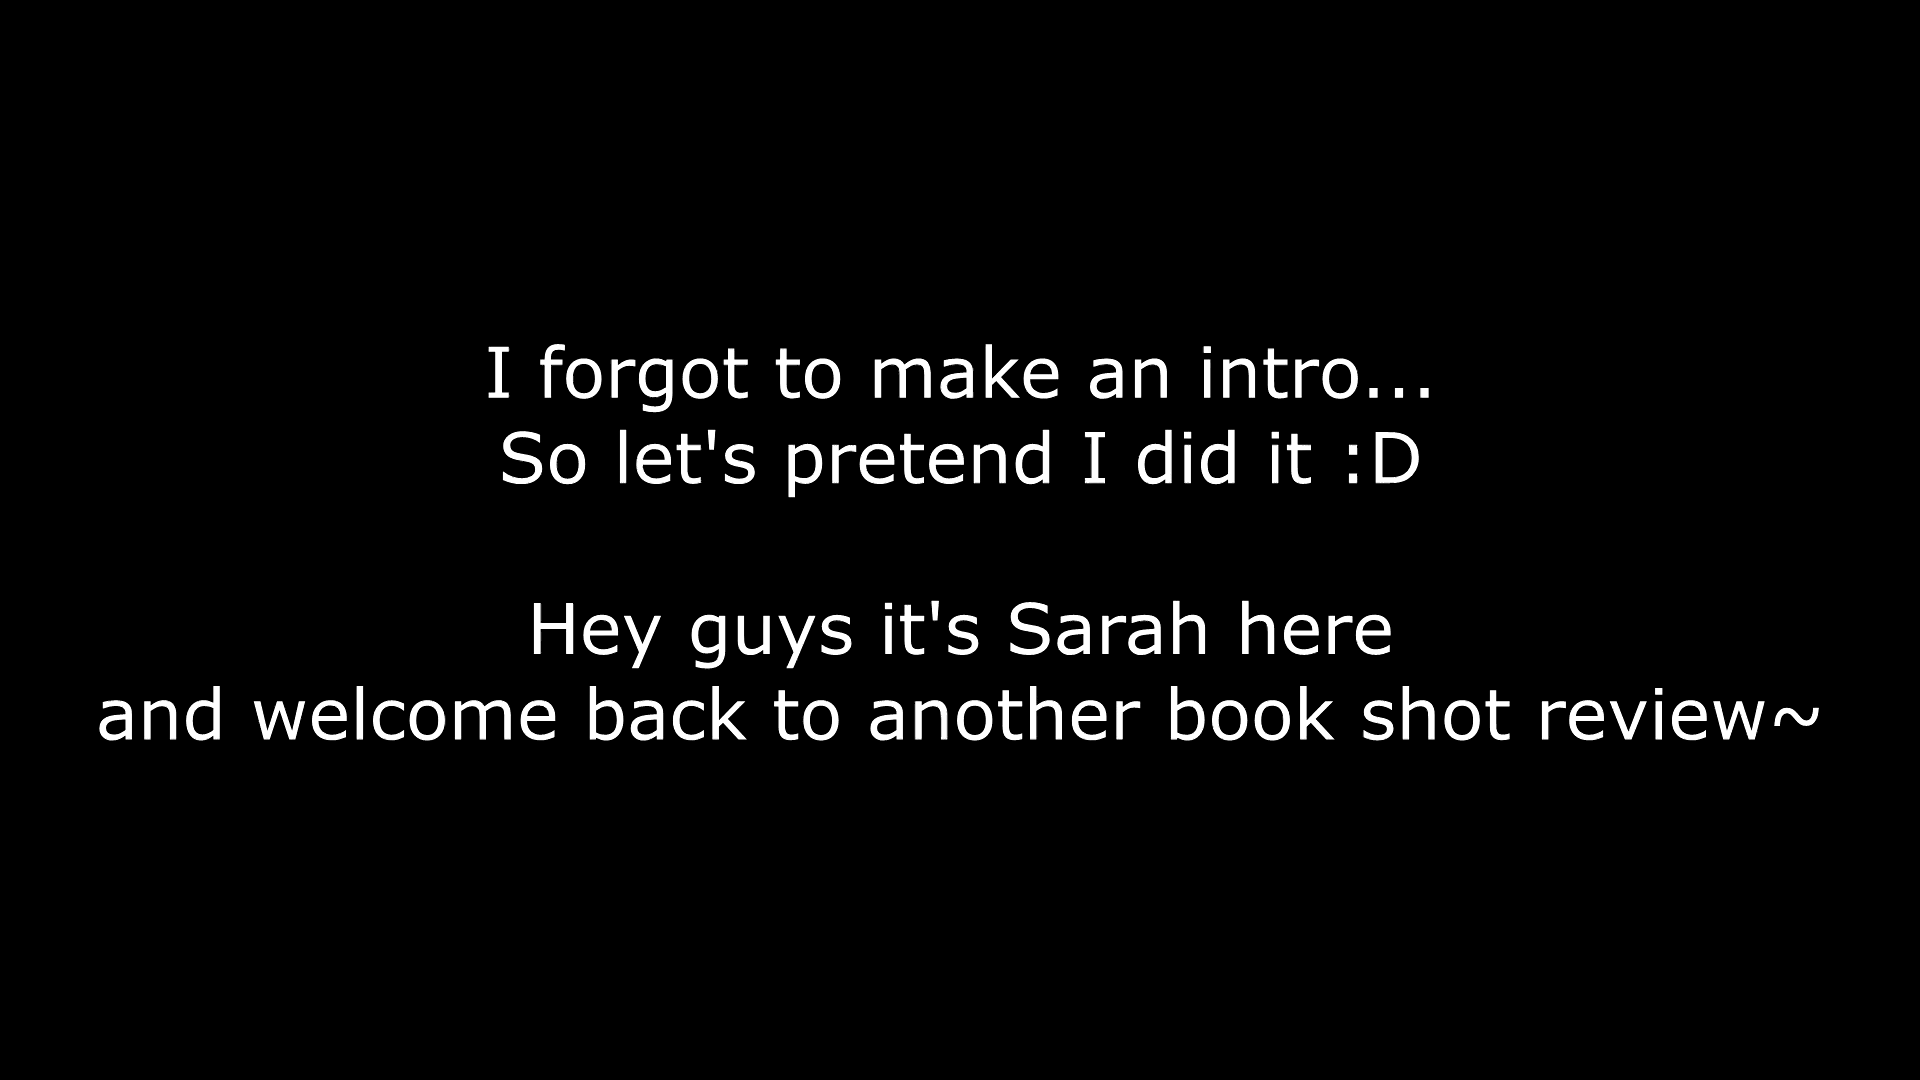 I forgot to make an intro...
So let's pretend I did it :D
Hey guys it's Sarah here
and welcome back to another book shot review~